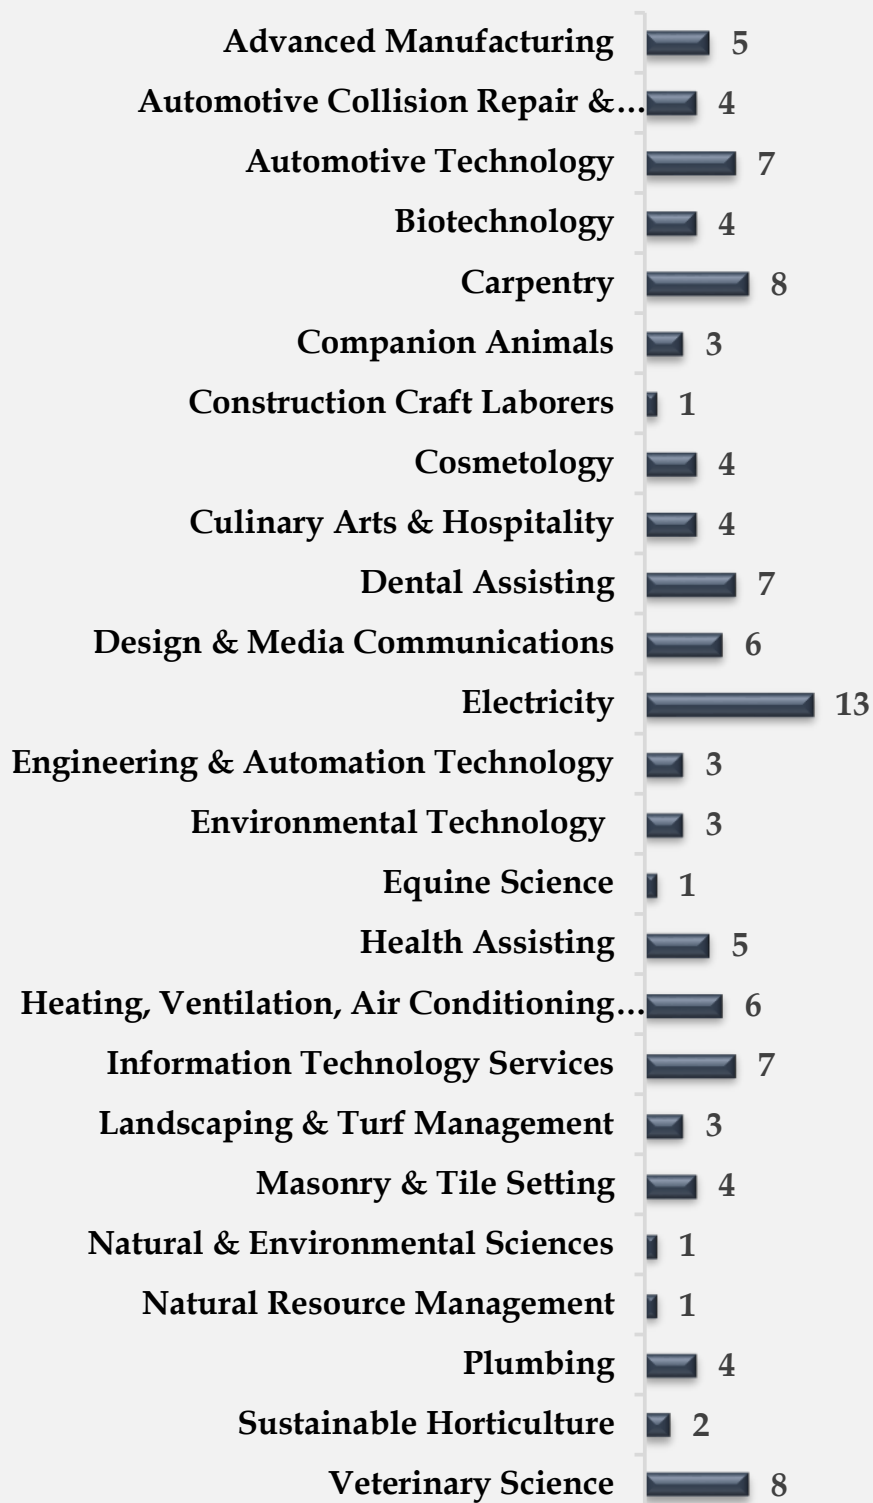 Advanced Manufacturing 5
Automotive Collision Repair &... 4
Automotive Technology 7
Biotechnology 4
Carpentry 8
Companion Animals 3
Construction Craft Laborers 1
Cosmetology 4
Culinary Arts & Hospitality 4
Dental Assisting 7
Design & Media Communications 6
Electricity 13
Engineering & Automation Technology 3
Environmental Technology 3
Equine Science 1
Health Assisting 5
Heating, Ventilation, Air Conditioning... 6
Information Technology Services 7
Landscaping & Turf Management 3
Masonry & Tile Setting 4
Natural & Environmental Sciences 1
Natural Resource Management 1
Plumbing 4
Sustainable Horticulture 2
Veterinary Science 8